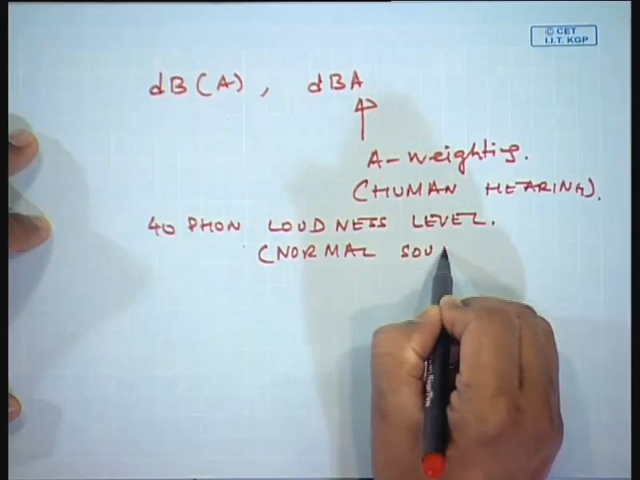 © CET
I.I.T. KGP
dB(A), dBA
A-weighting.
(HUMAN HEARING).
40 PHON LOUDNESS LEVEL.
(NORMAL SOU